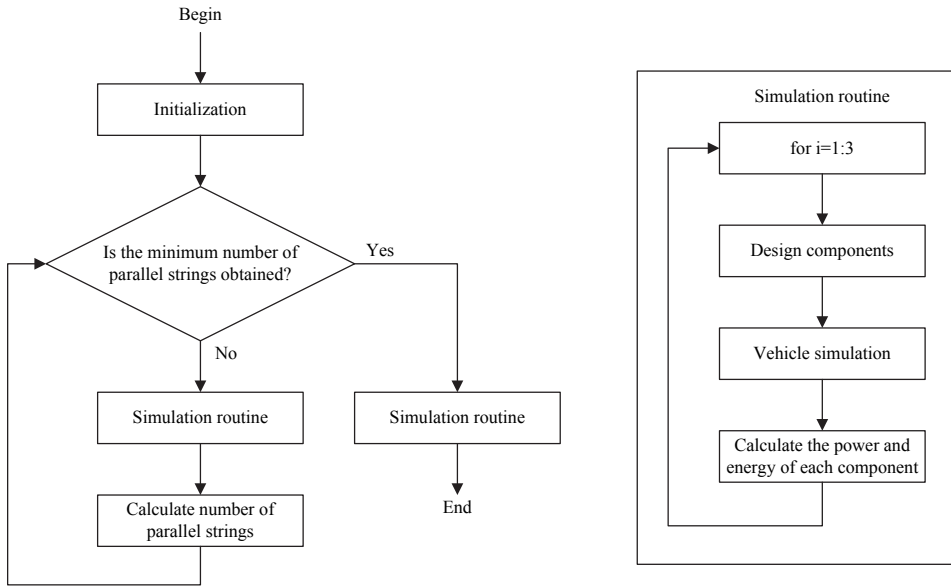 Begin
Initialization
Is the minimum number of
parallel strings obtained?
Yes
No
Simulation routine
Simulation routine
Calculate number of
parallel strings
End
Simulation routine
for i=1:3
Design components
Vehicle simulation
Calculate the power and
energy of each component